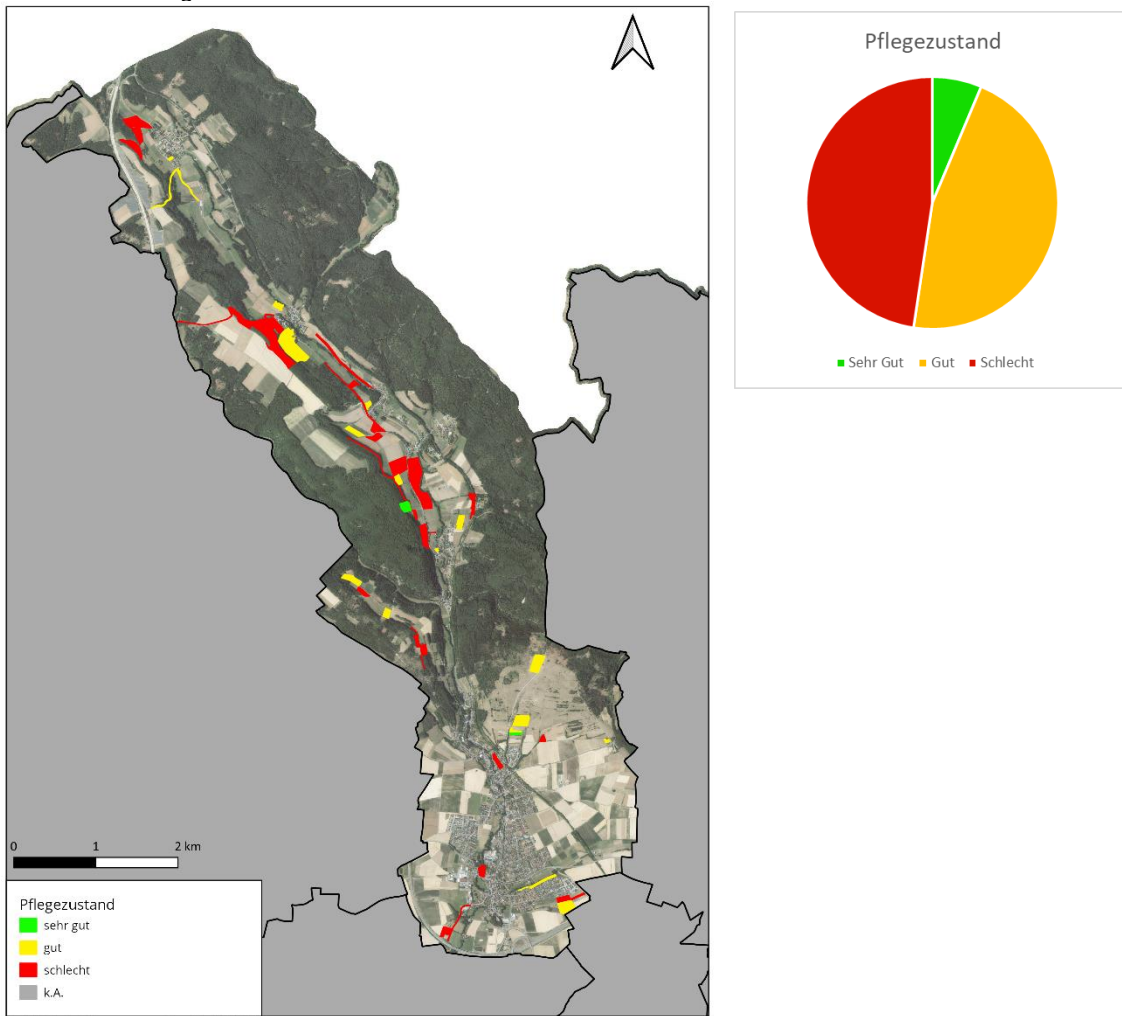 Pflegezustand
Sehr Gut Gut Schlecht
0 1 2 km
Pflegezustand
sehr gut
gut
schlecht
k.A.